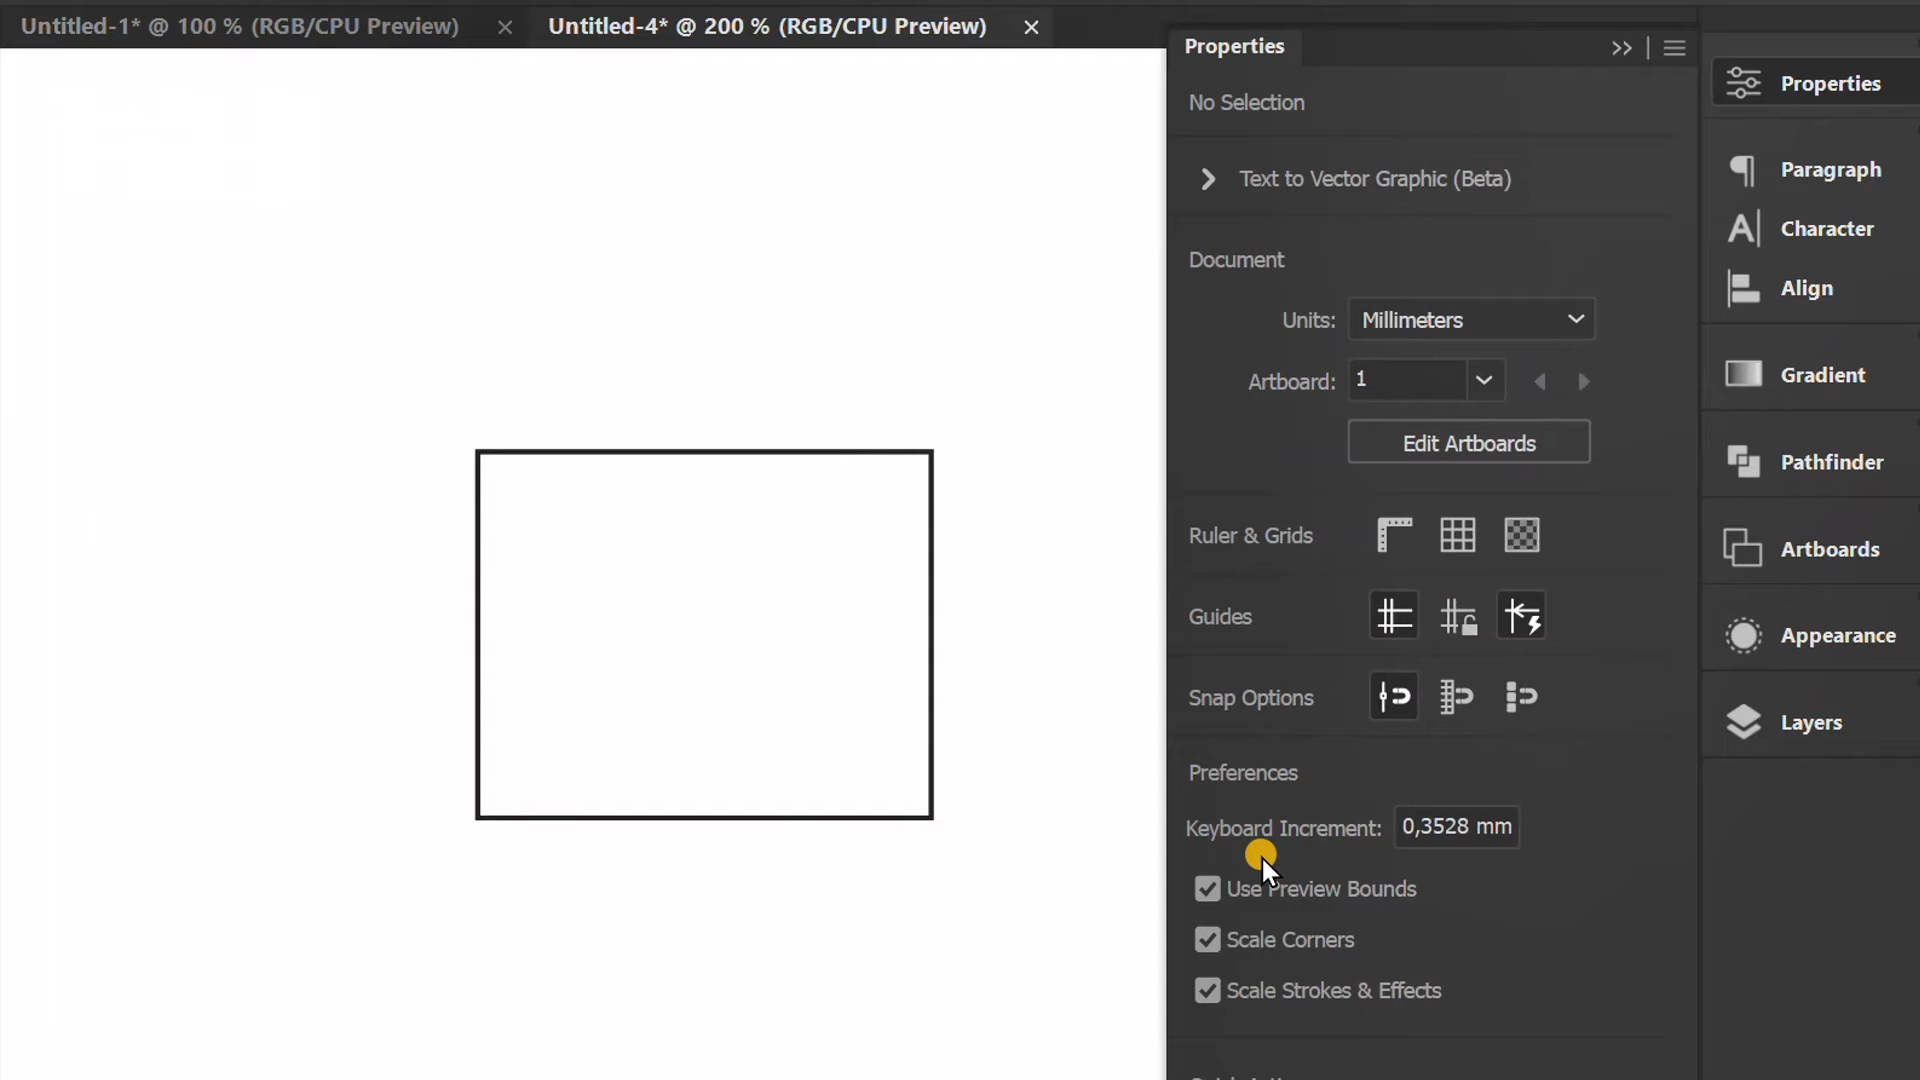 Untitled-1* @ 100 % (RGB/CPU Preview)
Untitled-4* @ 200 % (RGB/CPU Preview)
Properties
No Selection
Text to Vector Graphic (Beta)
Document
Units: Millimeters
Artboard: 1
Edit Artboards
Ruler & Grids
Guides
Snap Options
Preferences
Keyboard Increment: 0,3528 mm
Use Preview Bounds
Scale Corners
Scale Strokes & Effects
Properties
Paragraph
Character
Align
Gradient
Pathfinder
Artboards
Appearance
Layers